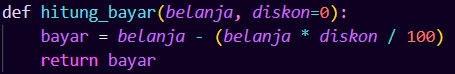 def hitung_bayar(belanja, diskon=0):
    bayar = belanja - (belanja * diskon / 100)
    return bayar